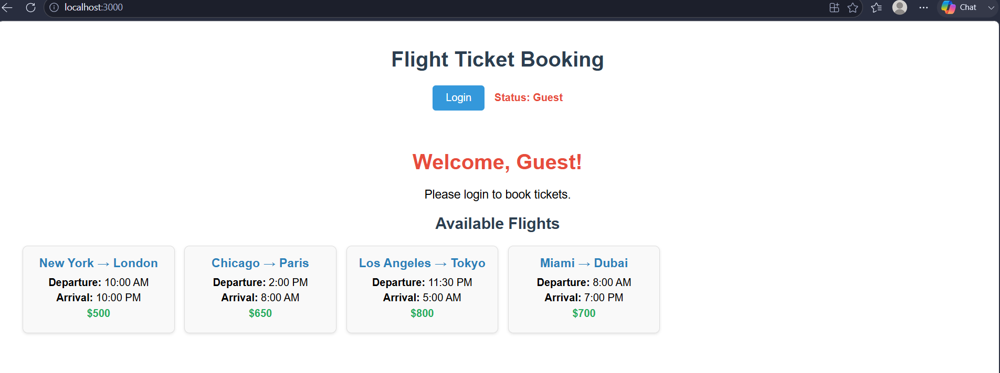 localhost:3000
Chat
Flight Ticket Booking
Login
Status: Guest
Welcome, Guest!
Please login to book tickets.
Available Flights
New York → London
Departure: 10:00 AM
Arrival: 10:00 PM
$500
Chicago → Paris
Departure: 2:00 PM
Arrival: 8:00 AM
$650
Los Angeles → Tokyo
Departure: 11:30 PM
Arrival: 5:00 AM
$800
Miami → Dubai
Departure: 8:00 AM
Arrival: 7:00 PM
$700